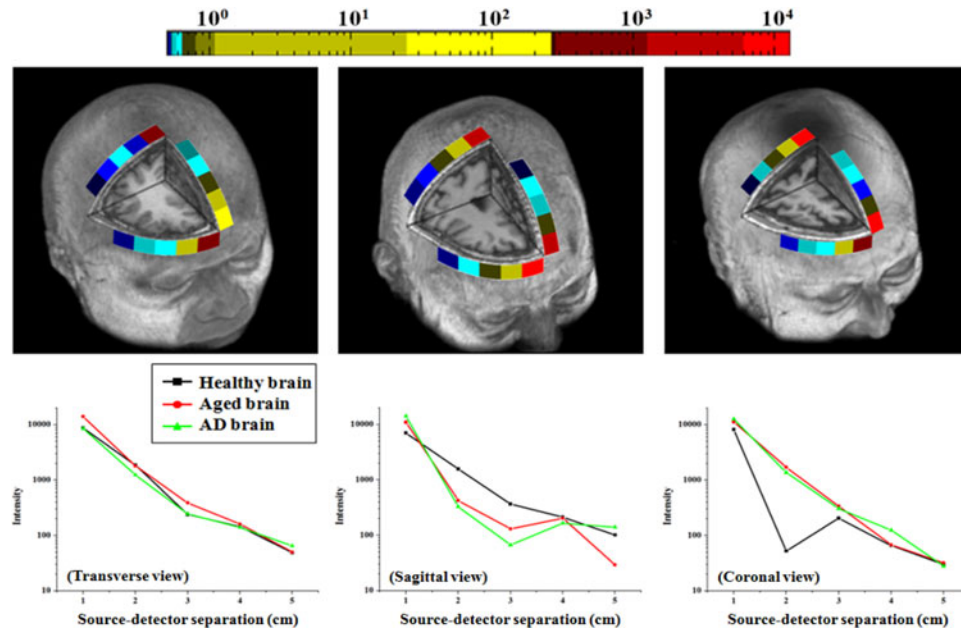 10⁰ 10¹ 10² 10³ 10⁴
Healthy brain
Aged brain
AD brain
10000
1000
100
10
Intensity
(Transverse view)
1 2 3 4 5
Source-detector separation (cm)
10000
1000
100
10
Intensity
(Sagittal view)
1 2 3 4 5
Source-detector separation (cm)
10000
1000
100
10
Intensity
(Coronal view)
1 2 3 4 5
Source-detector separation (cm)